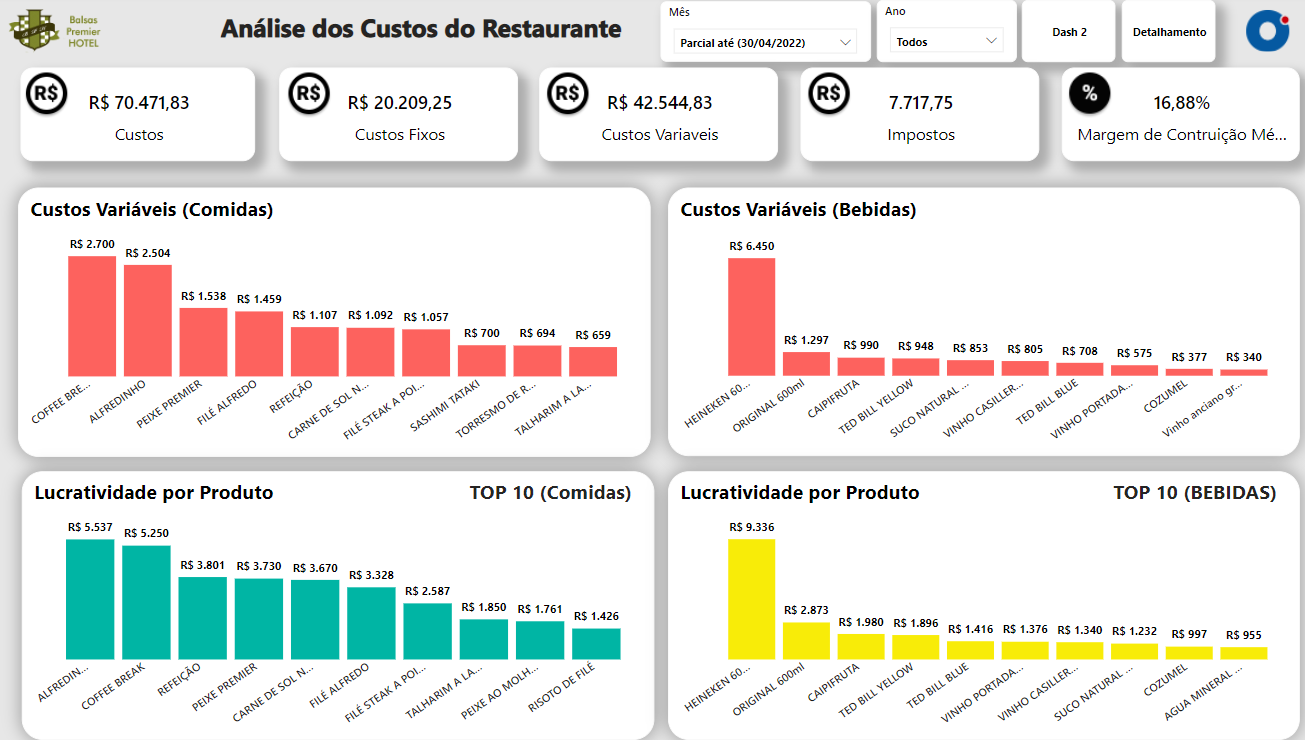 Balsas
Premier
HOTEL
Análise dos Custos do Restaurante
Mês
Parcial até (30/04/2022)
Ano
Todos
Dash 2
Detalhamento
R$
R$ 70.471,83
Custos
R$
R$ 20.209,25
Custos Fixos
R$
R$ 42.544,83
Custos Variaveis
R$
7.717,75
Impostos
%
16,88%
Margem de Contruição Mé...
Custos Variáveis (Comidas)
R$ 2.700
R$ 2.504
R$ 1.538
R$ 1.459
R$ 1.107
R$ 1.092
R$ 1.057
R$ 700
R$ 694
R$ 659
COFFEE BRE...
ALFREDINHO
PEIXE PREMIER
FILÉ ALFREDO
REFEIÇÃO
CARNE DE SOL N...
FILÉ STEAK A POI...
SASHIMI TATAKI
TORRESMO DE R...
TALHARIM A LA...
Custos Variáveis (Bebidas)
R$ 6.450
R$ 1.297
R$ 990
R$ 948
R$ 853
R$ 805
R$ 708
R$ 575
R$ 377
R$ 340
HEINEKEN 60...
ORIGINAL 600ml
CAIPIFRUTA
TED BILL YELLOW
SUCO NATURAL ...
VINHO CASILLER...
TED BILL BLUE
VINHO PORTADA...
COZUMEL
Vinho anciano gr...
Lucratividade por Produto
TOP 10 (Comidas)
R$ 5.537
R$ 5.250
R$ 3.801
R$ 3.730
R$ 3.670
R$ 3.328
R$ 2.587
R$ 1.850
R$ 1.761
R$ 1.426
ALFREDIN...
COFFEE BREAK
REFEIÇÃO
PEIXE PREMIER
CARNE DE SOL N...
FILÉ ALFREDO
FILÉ STEAK A POI...
TALHARIM A LA...
PEIXE AO MOLH...
RISOTO DE FILÉ
Lucratividade por Produto
TOP 10 (BEBIDAS)
R$ 9.336
R$ 2.873
R$ 1.980
R$ 1.896
R$ 1.416
R$ 1.376
R$ 1.340
R$ 1.232
R$ 997
R$ 955
HEINEKEN 60...
ORIGINAL 600ml
CAIPIFRUTA
TED BILL YELLOW
TED BILL BLUE
VINHO PORTADA...
VINHO CASILLER...
SUCO NATURAL ...
COZUMEL
AGUA MINERAL ...